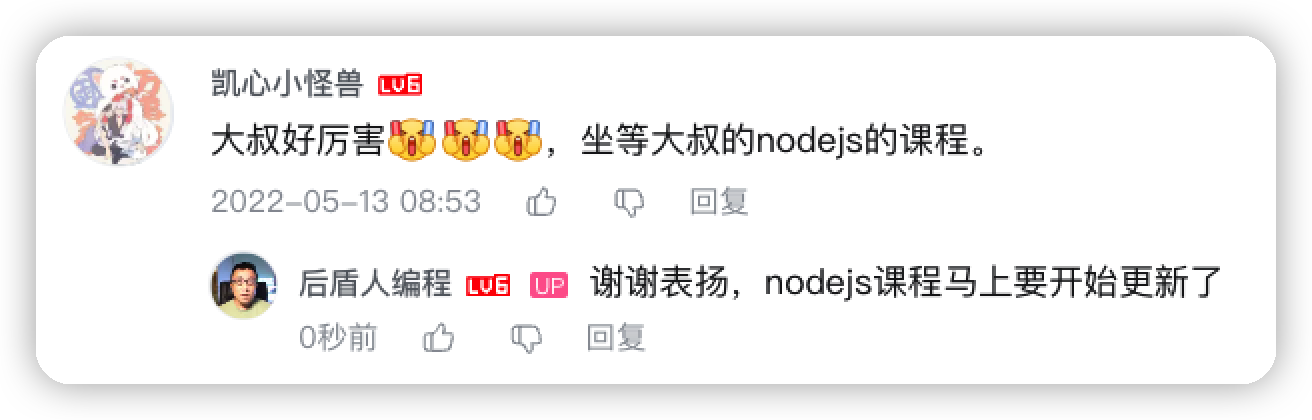 凯心小怪兽 LV6
大叔好厉害，坐等大叔的nodejs的课程。
2022-05-13 08:53 回复
后盾人编程 LV6 UP 谢谢表扬，nodejs课程马上要开始更新了
0秒前 回复